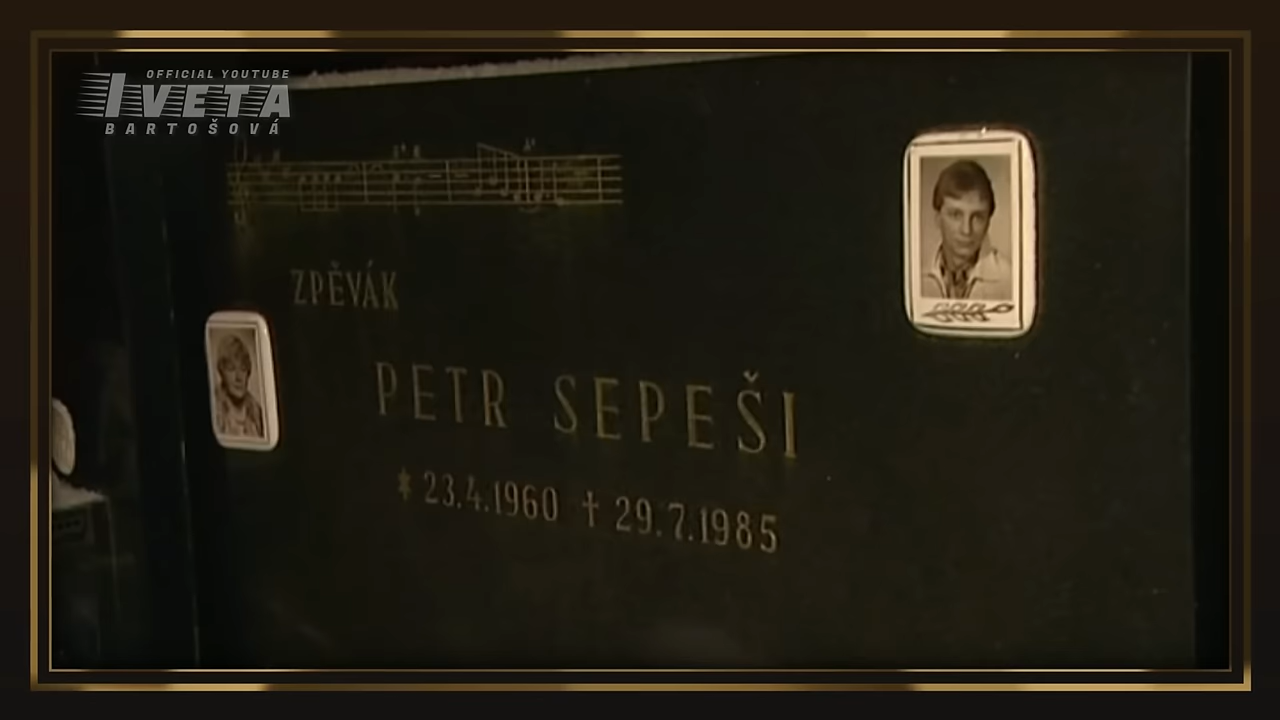 OFFICIAL YOUTUBE
IVETA
BARTOŠOVÁ
ZPĚVÁK
PETR SEPEŠI
* 23.4.1960 † 29.7.1985